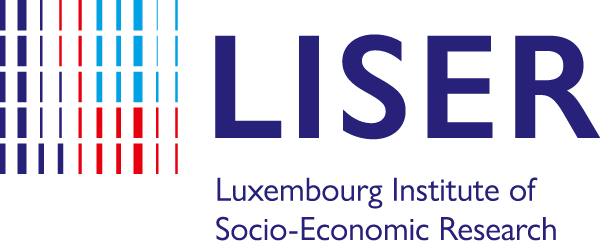 LISER
Luxembourg Institute of
Socio-Economic Research